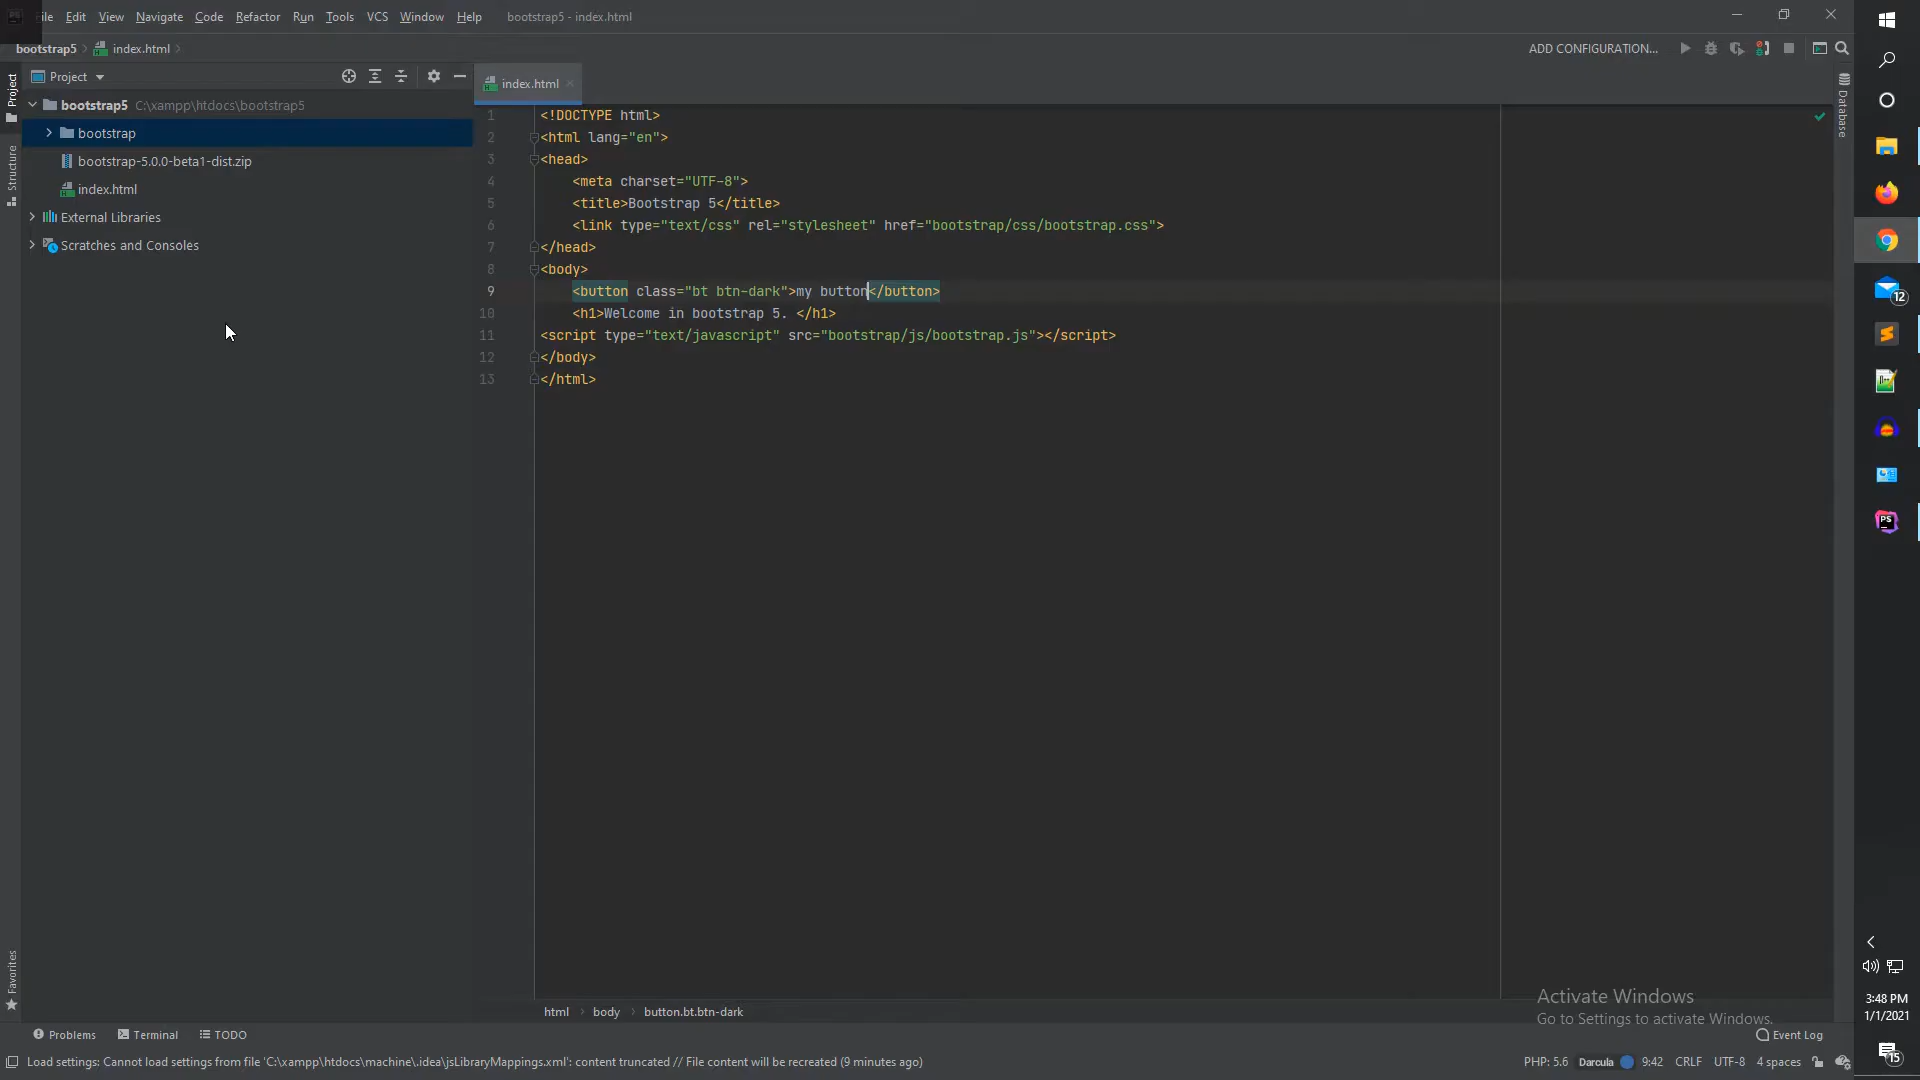 ile Edit View Navigate Code Refactor Run Tools VCS Window Help bootstrap5 - index.html
bootstrap5 index.html ADD CONFIGURATION...
Project
index.html
bootstrap5 C:\xampp\htdocs\bootstrap5
bootstrap
bootstrap-5.0.0-beta1-dist.zip
index.html
External Libraries
Scratches and Consoles
Project
Structure
Favorites
Database
1 <!DOCTYPE html>
2 <html lang="en">
3 <head>
4 <meta charset="UTF-8">
5 <title>Bootstrap 5</title>
6 <link type="text/css" rel="stylesheet" href="bootstrap/css/bootstrap.css">
7 </head>
8 <body>
9 <button class="bt btn-dark">my button</button>
10 <h1>Welcome in bootstrap 5. </h1>
11 <script type="text/javascript" src="bootstrap/js/bootstrap.js"></script>
12 </body>
13 </html>
html body button.bt.btn-dark
Activate Windows
Go to Settings to activate Windows.
Problems Terminal TODO Event Log
Load settings: Cannot load settings from file 'C:\xampp\htdocs\machine\.idea\jsLibraryMappings.xml': content truncated // File content will be recreated (9 minutes ago) PHP: 5.6 Darcula 9:42 CRLF UTF-8 4 spaces
12
PS
3:48 PM
1/1/2021
15